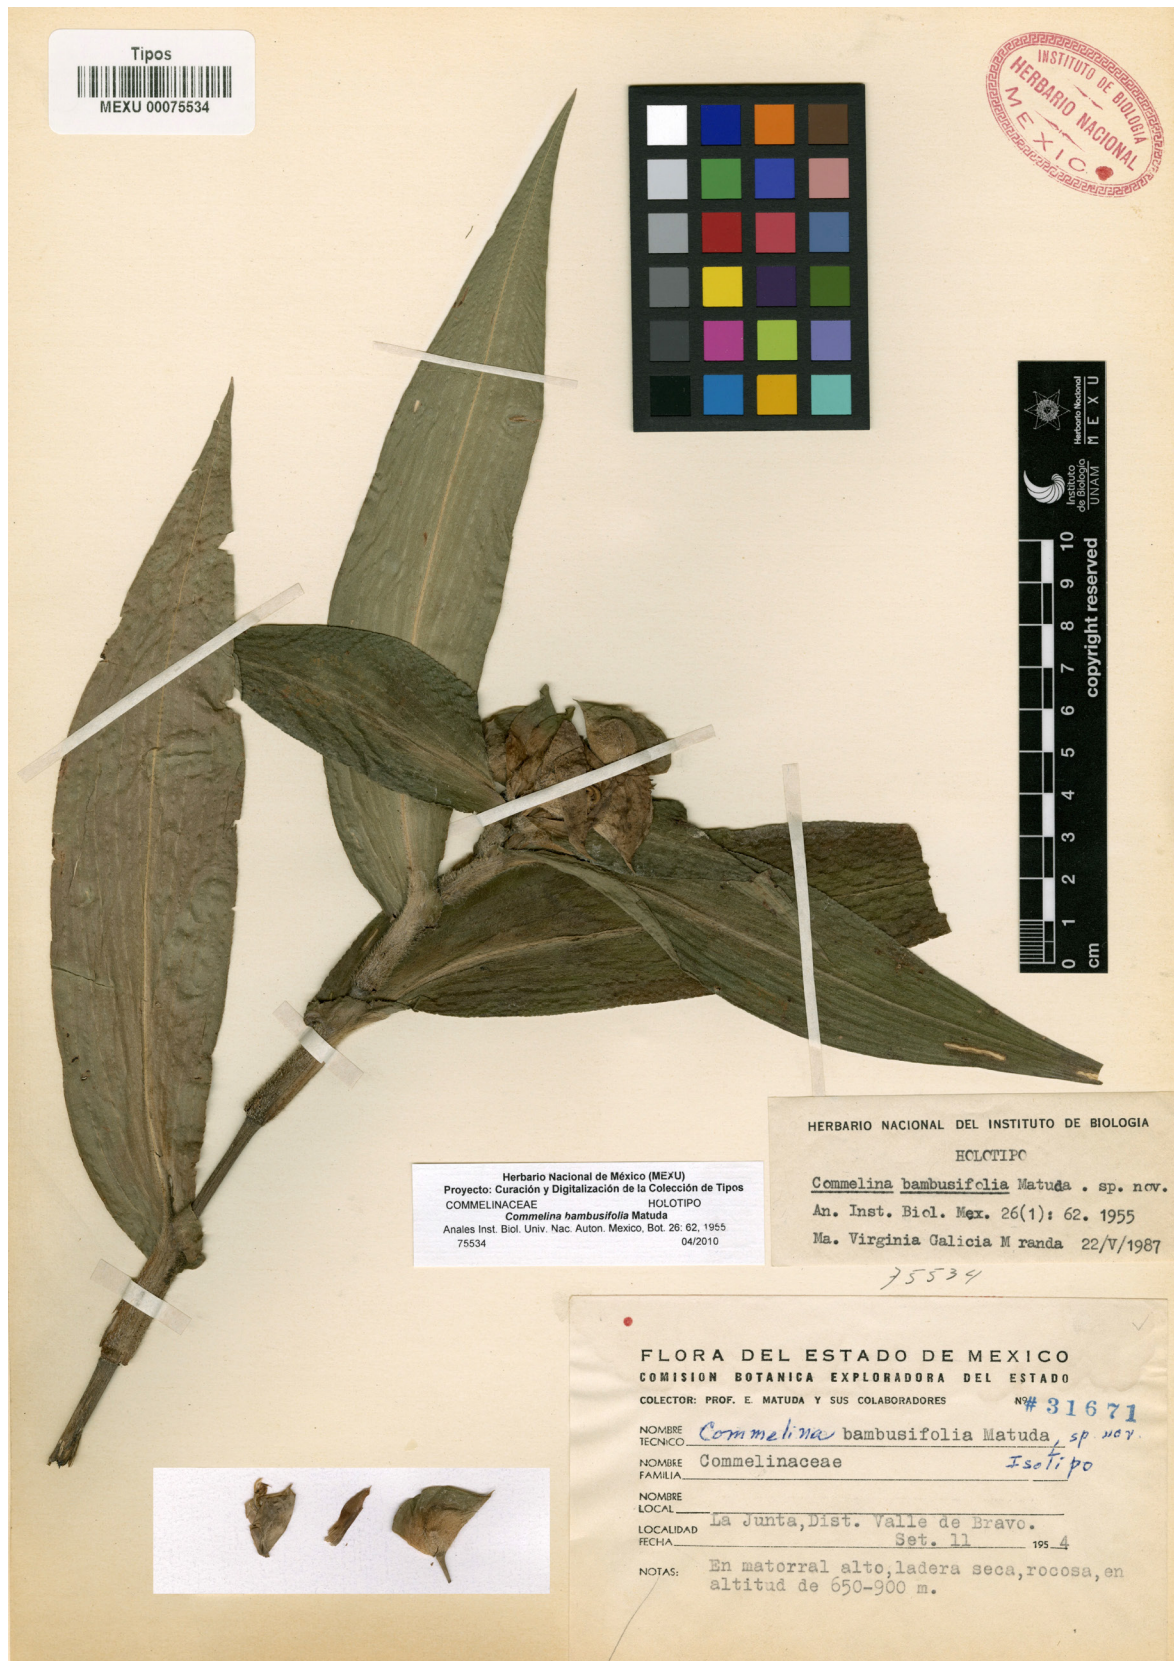 Tipos
MEXU 00075534
INSTITUTO DE BIOLOGIA
HERBARIO NACIONAL
MEXICO
Herbario Nacional
M E X U
Instituto
de Biología
UNAM
10
9
8
7
6
5
4
3
2
1
0
cm
copyright reserved
HERBARIO NACIONAL DEL INSTITUTO DE BIOLOGIA
HOLOTIPO
Commelina bambusifolia Matuda . sp. nov.
An. Inst. Biol. Mex. 26(1): 62. 1955
Ma. Virginia Galicia M randa 22/V/1987
75534
Herbario Nacional de México (MEXU)
Proyecto: Curación y Digitalización de la Colección de Tipos
COMMELINACEAE HOLOTIPO
Commelina bambusifolia Matuda
Anales Inst. Biol. Univ. Nac. Auton. Mexico, Bot. 26: 62, 1955
75534 04/2010
FLORA DEL ESTADO DE MEXICO
COMISION BOTANICA EXPLORADORA DEL ESTADO
COLECTOR: PROF. E. MATUDA Y SUS COLABORADORES Nº # 31671
NOMBRE TECNICO Commelina bambusifolia Matuda, sp. nov.
Isotipo
NOMBRE FAMILIA Commelinaceae
NOMBRE LOCAL
LOCALIDAD La Junta, Dist. Valle de Bravo.
FECHA Set. 11 1954
NOTAS: En matorral alto, ladera seca, rocosa, en
altitud de 650-900 m.